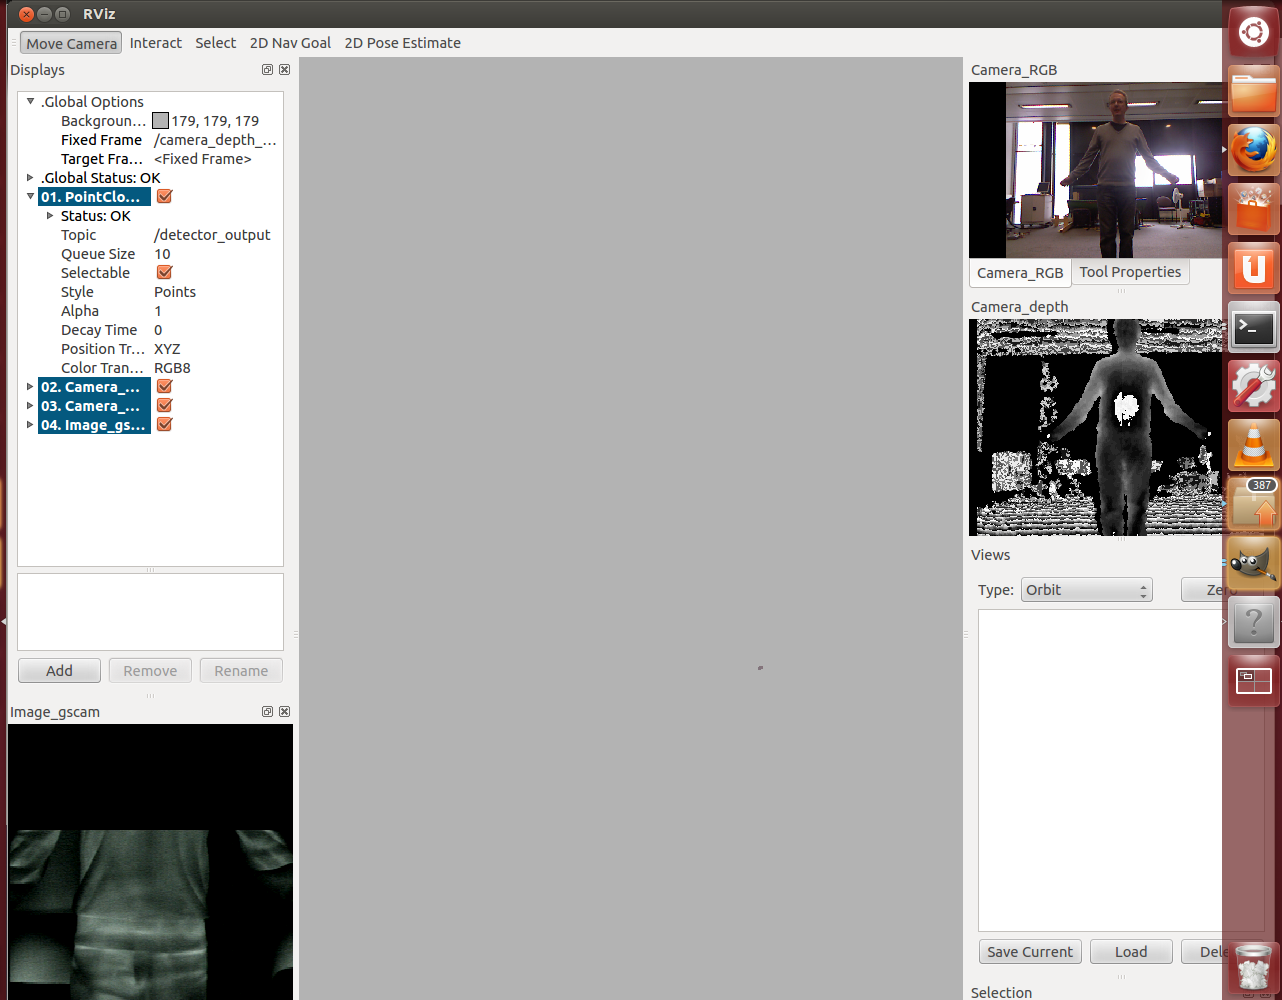 RViz
Move Camera Interact Select 2D Nav Goal 2D Pose Estimate
Displays
.Global Options
Backgroun... 179, 179, 179
Fixed Frame /camera_depth_...
Target Fra... <Fixed Frame>
.Global Status: OK
01. PointClo...
Status: OK
Topic /detector_output
Queue Size 10
Selectable
Style Points
Alpha 1
Decay Time 0
Position Tr... XYZ
Color Tran... RGB8
02. Camera_...
03. Camera_...
04. Image_gs...
Add Remove Rename
Image_gscam
Camera_RGB
Camera_RGB Tool Properties
Camera_depth
Views
Type: Orbit Zero
Save Current Load Dele
Selection
387